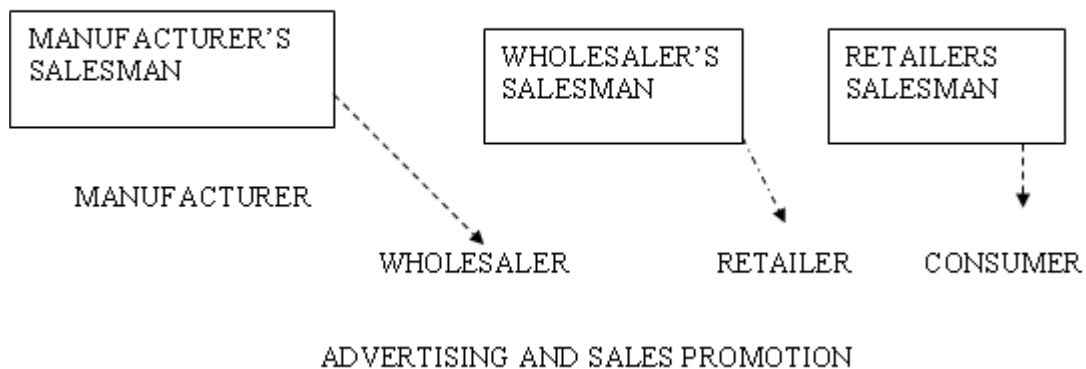 MANUFACTURER'S
SALESMAN
WHOLESALER'S
SALESMAN
RETAILERS
SALESMAN
MANUFACTURER
WHOLESALER
RETAILER
CONSUMER
ADVERTISING AND SALES PROMOTION